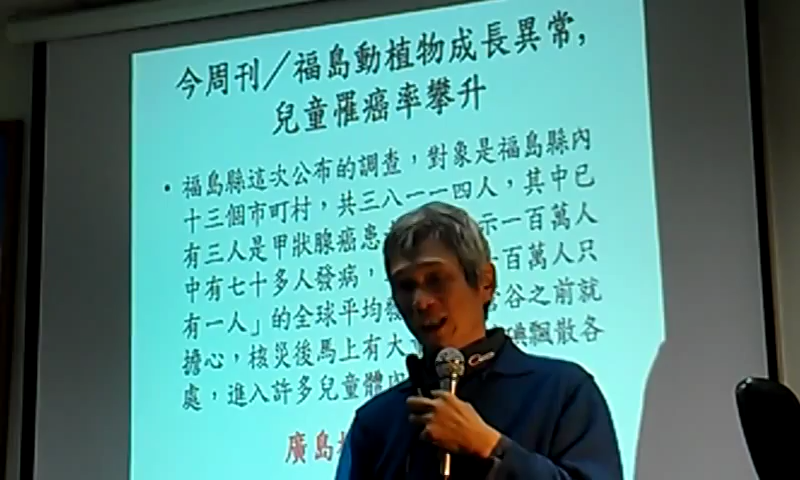 今周刊／福島動植物成長異常,
兒童罹癌率攀升
• 福島縣這次公布的調查，對象是福島縣內
十三個市町村，共三八一一四人，其中已
有三人是甲狀腺癌患 示一百萬人
中有七十多人發病， 百萬人只
有一人」的全球平均發 谷之前就
擔心，核災後馬上有大 碘飄散各
處，進入許多兒童體內
廣島